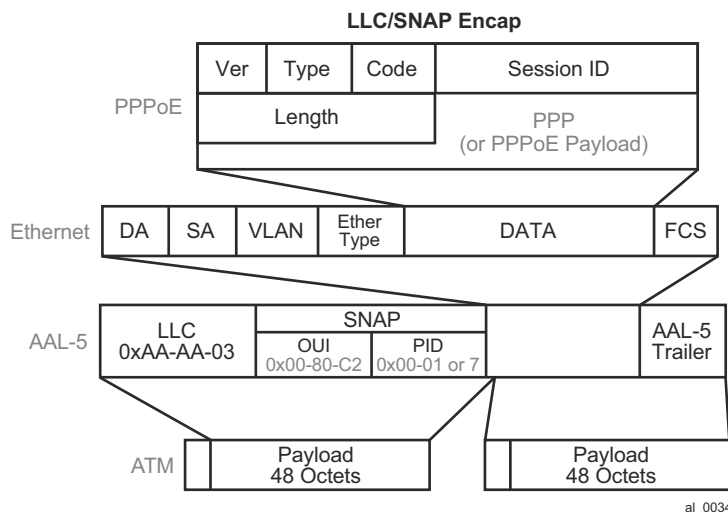 LLC/SNAP Encap
Ver Type Code Session ID
PPPoE
Length
PPP
(or PPPoE Payload)
Ethernet DA SA VLAN Ether Type DATA FCS
AAL-5
LLC
0xAA-AA-03
SNAP
OUI
0x00-80-C2
PID
0x00-01 or 7
AAL-5
Trailer
ATM
Payload
48 Octets
Payload
48 Octets
al_0034